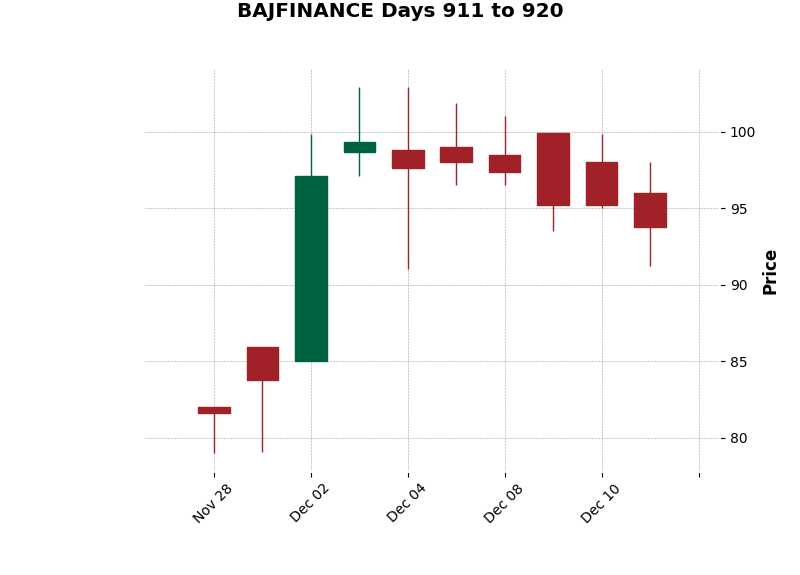 BAJFINANCE Days 911 to 920
100
95
90
85
80
Price
Nov 28
Dec 02
Dec 04
Dec 08
Dec 10